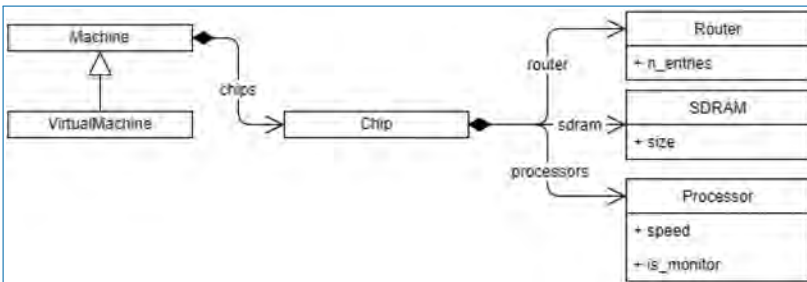 Machine
VirtualMachine
chips
Chip
router
sdram
processors
Router
+ n_entries
SDRAM
+ size
Processor
+ speed
+ is_monitor